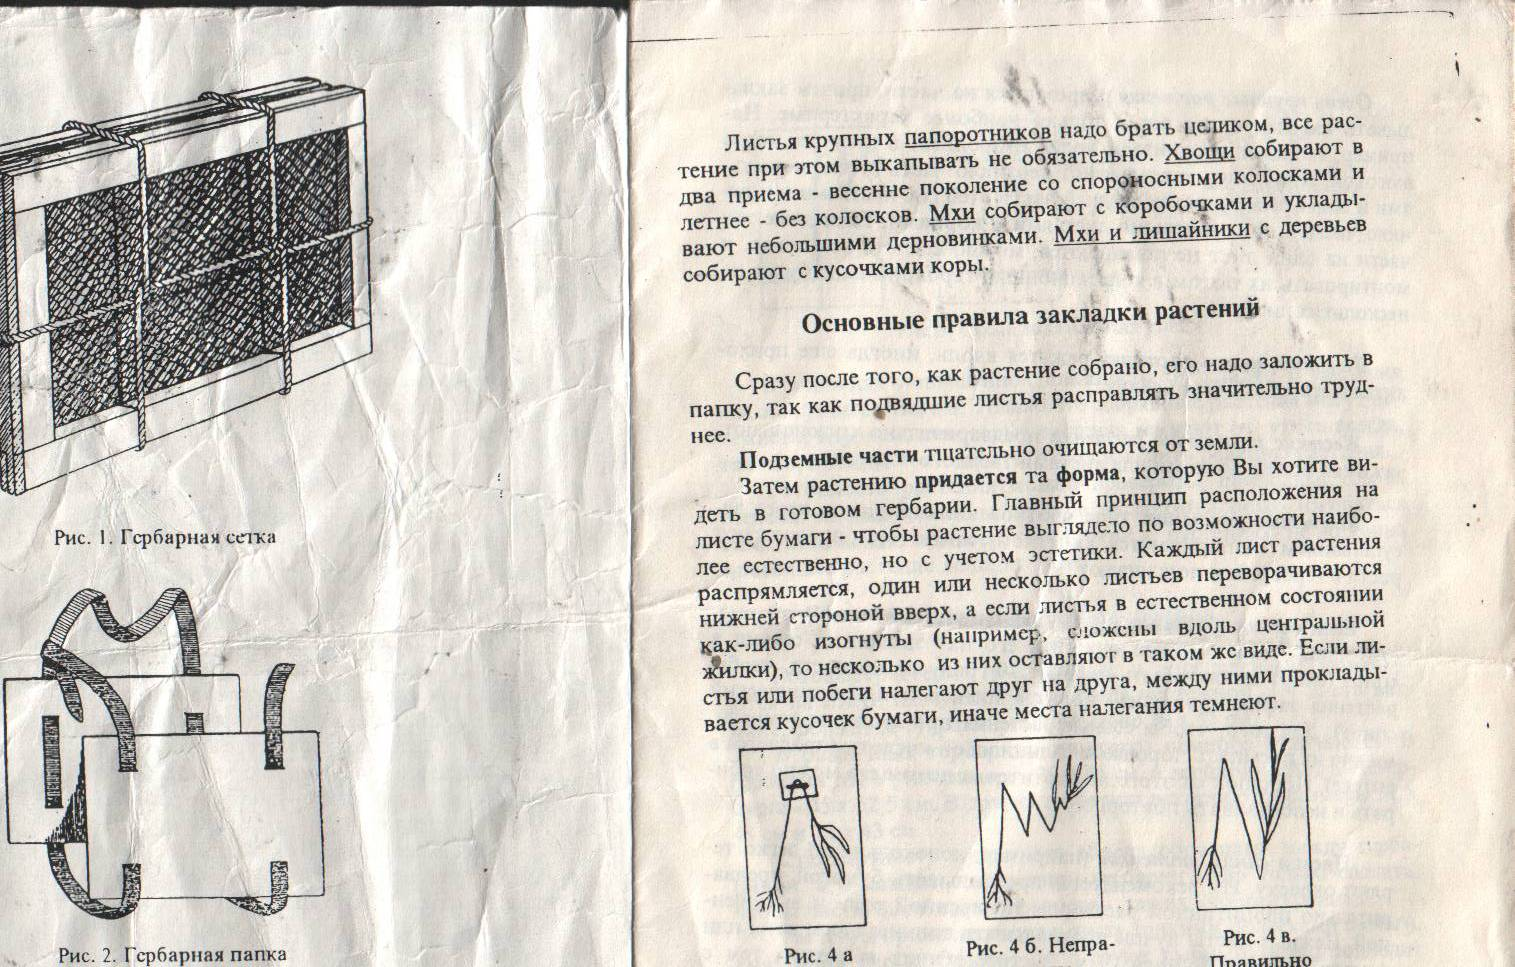 Рис. 1. Гербарная сетка
Рис. 2. Гербарная папка
Листья крупных папоротников надо брать целиком, все рас-
тение при этом выкапывать не обязательно. Хвощи собирают в
два приема - весенне поколение со спороносными колосками и
летнее - без колосков. Мхи собирают с коробочками и уклады-
вают небольшими дерновинками. Мхи и лишайники с деревьев
собирают с кусочками коры.
Основные правила закладки растений
Сразу после того, как растение собрано, его надо заложить в
папку, так как подвядшие листья расправлять значительно труд-
нее.
Подземные части тщательно очищаются от земли.
Затем растению придается та форма, которую Вы хотите ви-
деть в готовом гербарии. Главный принцип расположения на
листе бумаги - чтобы растение выглядело по возможности наибо-
лее естественно, но с учетом эстетики. Каждый лист растения
распрямляется, один или несколько листьев переворачиваются
нижней стороной вверх, а если листья в естественном состоянии
как-либо изогнуты (например, сложены вдоль центральной
жилки), то несколько из них оставляют в таком же виде. Если ли-
стья или побеги налегают друг на друга, между ними проклады-
вается кусочек бумаги, иначе места налегания темнеют.
Рис. 4 а
Рис. 4 б. Непра-
Рис. 4 в.
Правильно